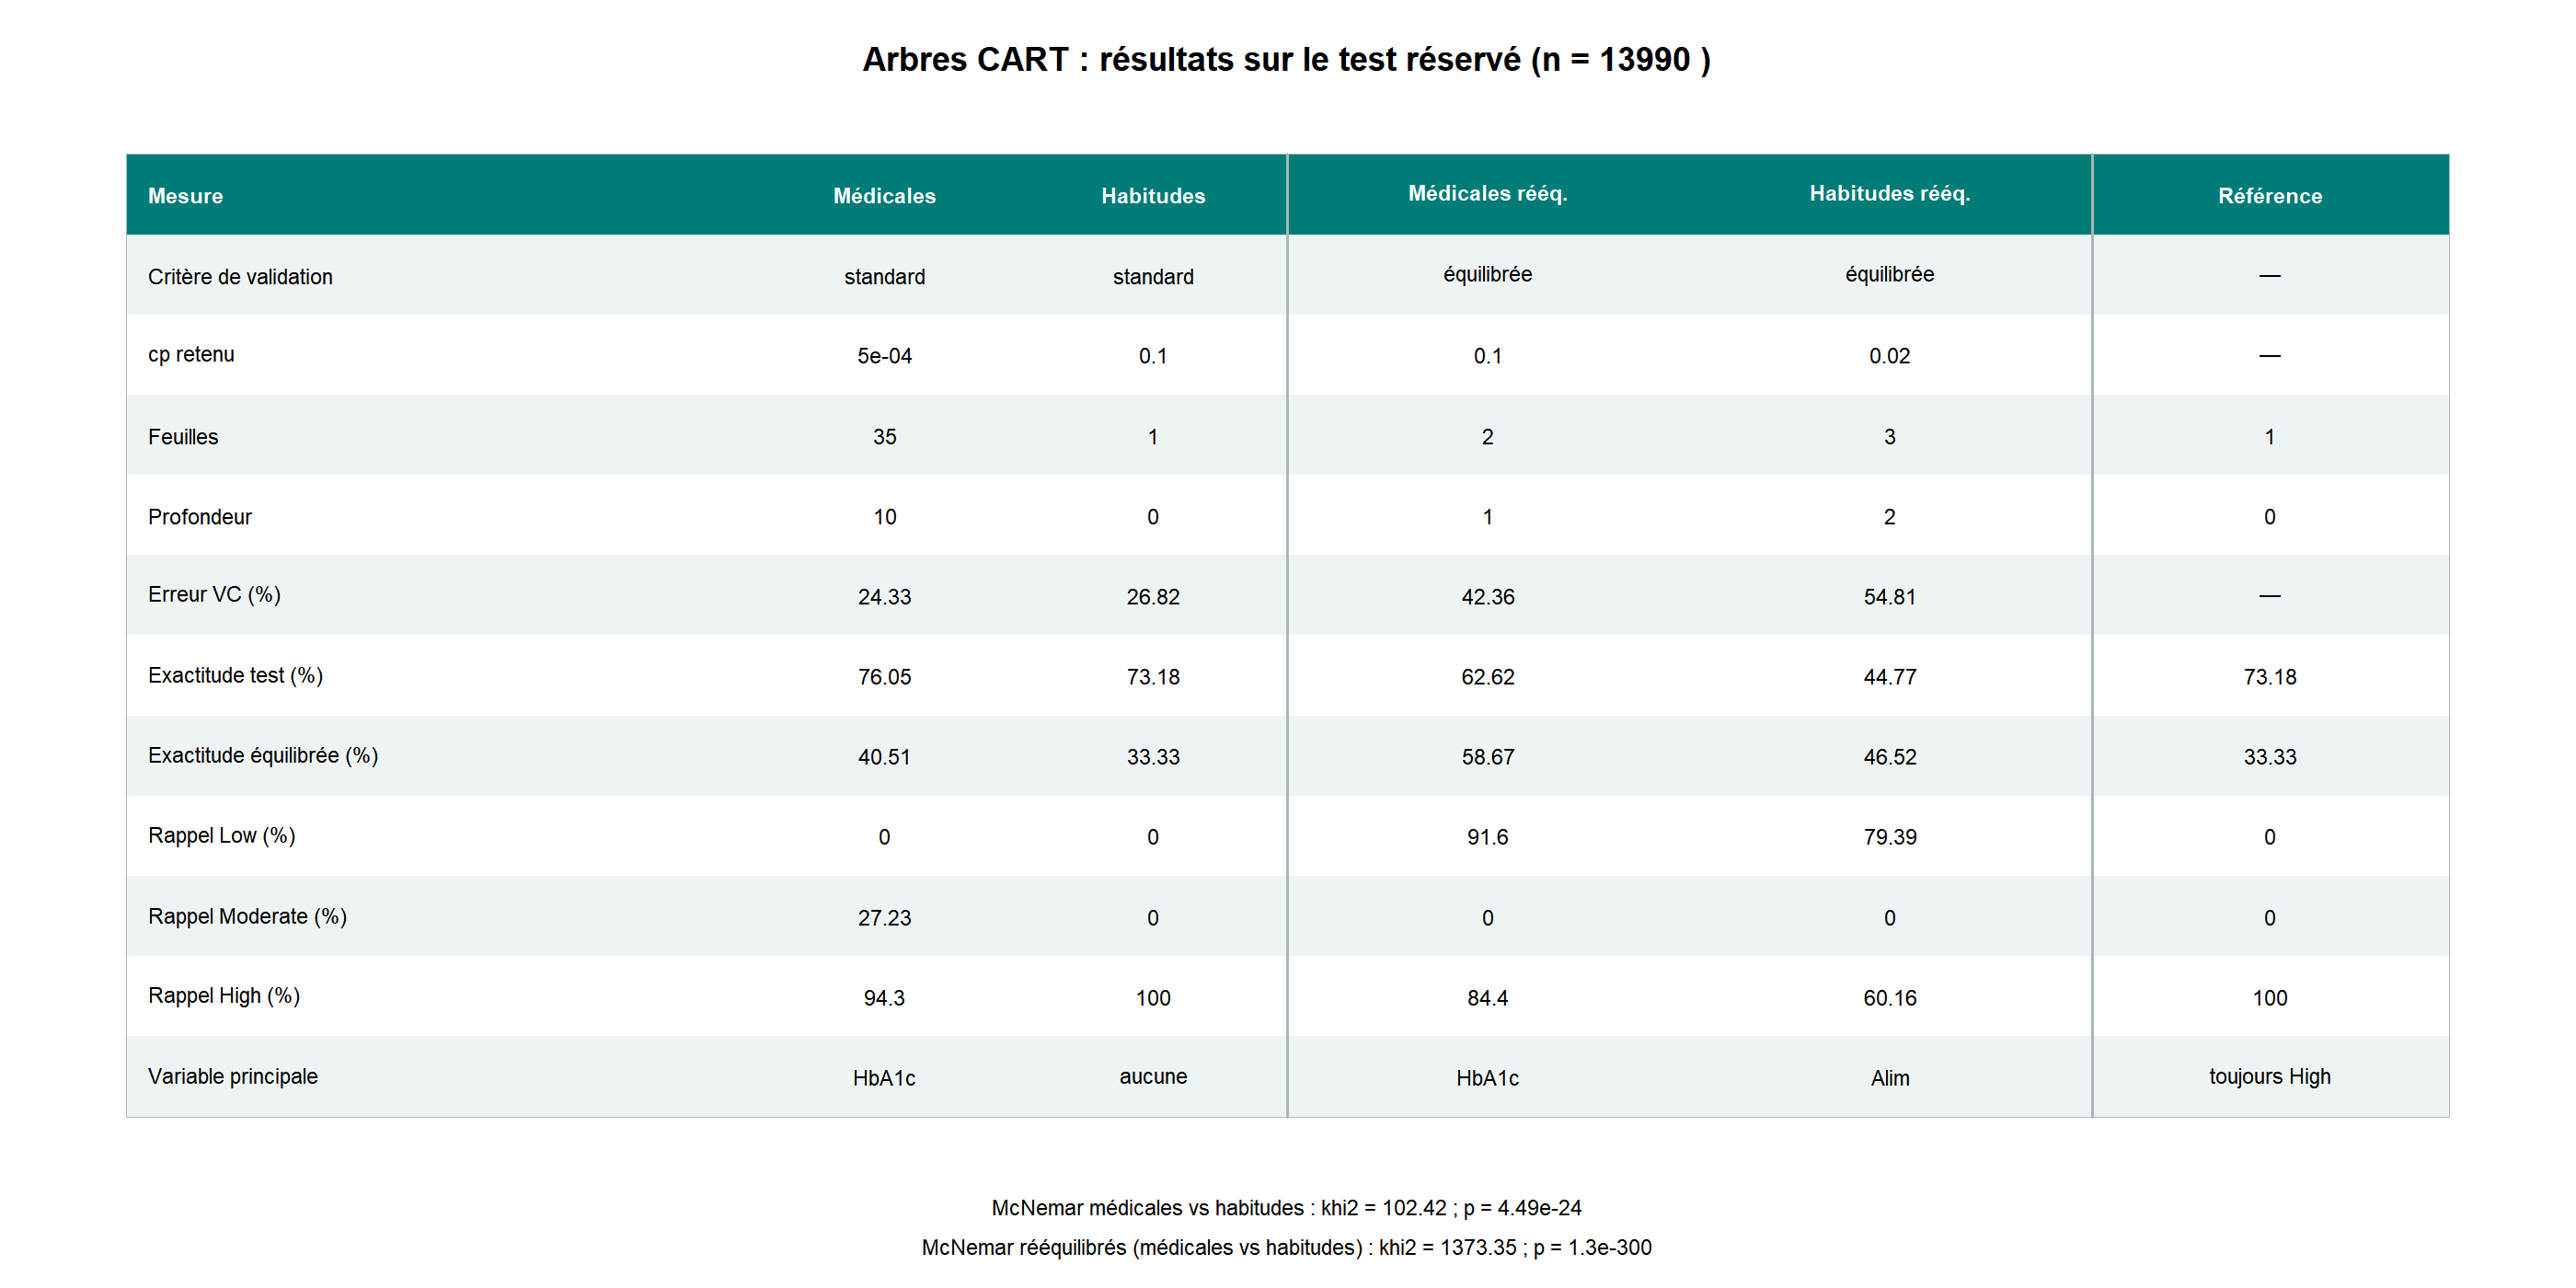 Arbres CART : résultats sur le test réservé (n = 13990 )
Mesure Médicales Habitudes Médicales rééq. Habitudes rééq. Référence
Critère de validation standard standard équilibrée équilibrée —
cp retenu 5e-04 0.1 0.1 0.02 —
Feuilles 35 1 2 3 1
Profondeur 10 0 1 2 0
Erreur VC (%) 24.33 26.82 42.36 54.81 —
Exactitude test (%) 76.05 73.18 62.62 44.77 73.18
Exactitude équilibrée (%) 40.51 33.33 58.67 46.52 33.33
Rappel Low (%) 0 0 91.6 79.39 0
Rappel Moderate (%) 27.23 0 0 0 0
Rappel High (%) 94.3 100 84.4 60.16 100
Variable principale HbA1c aucune HbA1c Alim toujours High
McNemar médicales vs habitudes : khi2 = 102.42 ; p = 4.49e-24
McNemar rééquilibrés (médicales vs habitudes) : khi2 = 1373.35 ; p = 1.3e-300